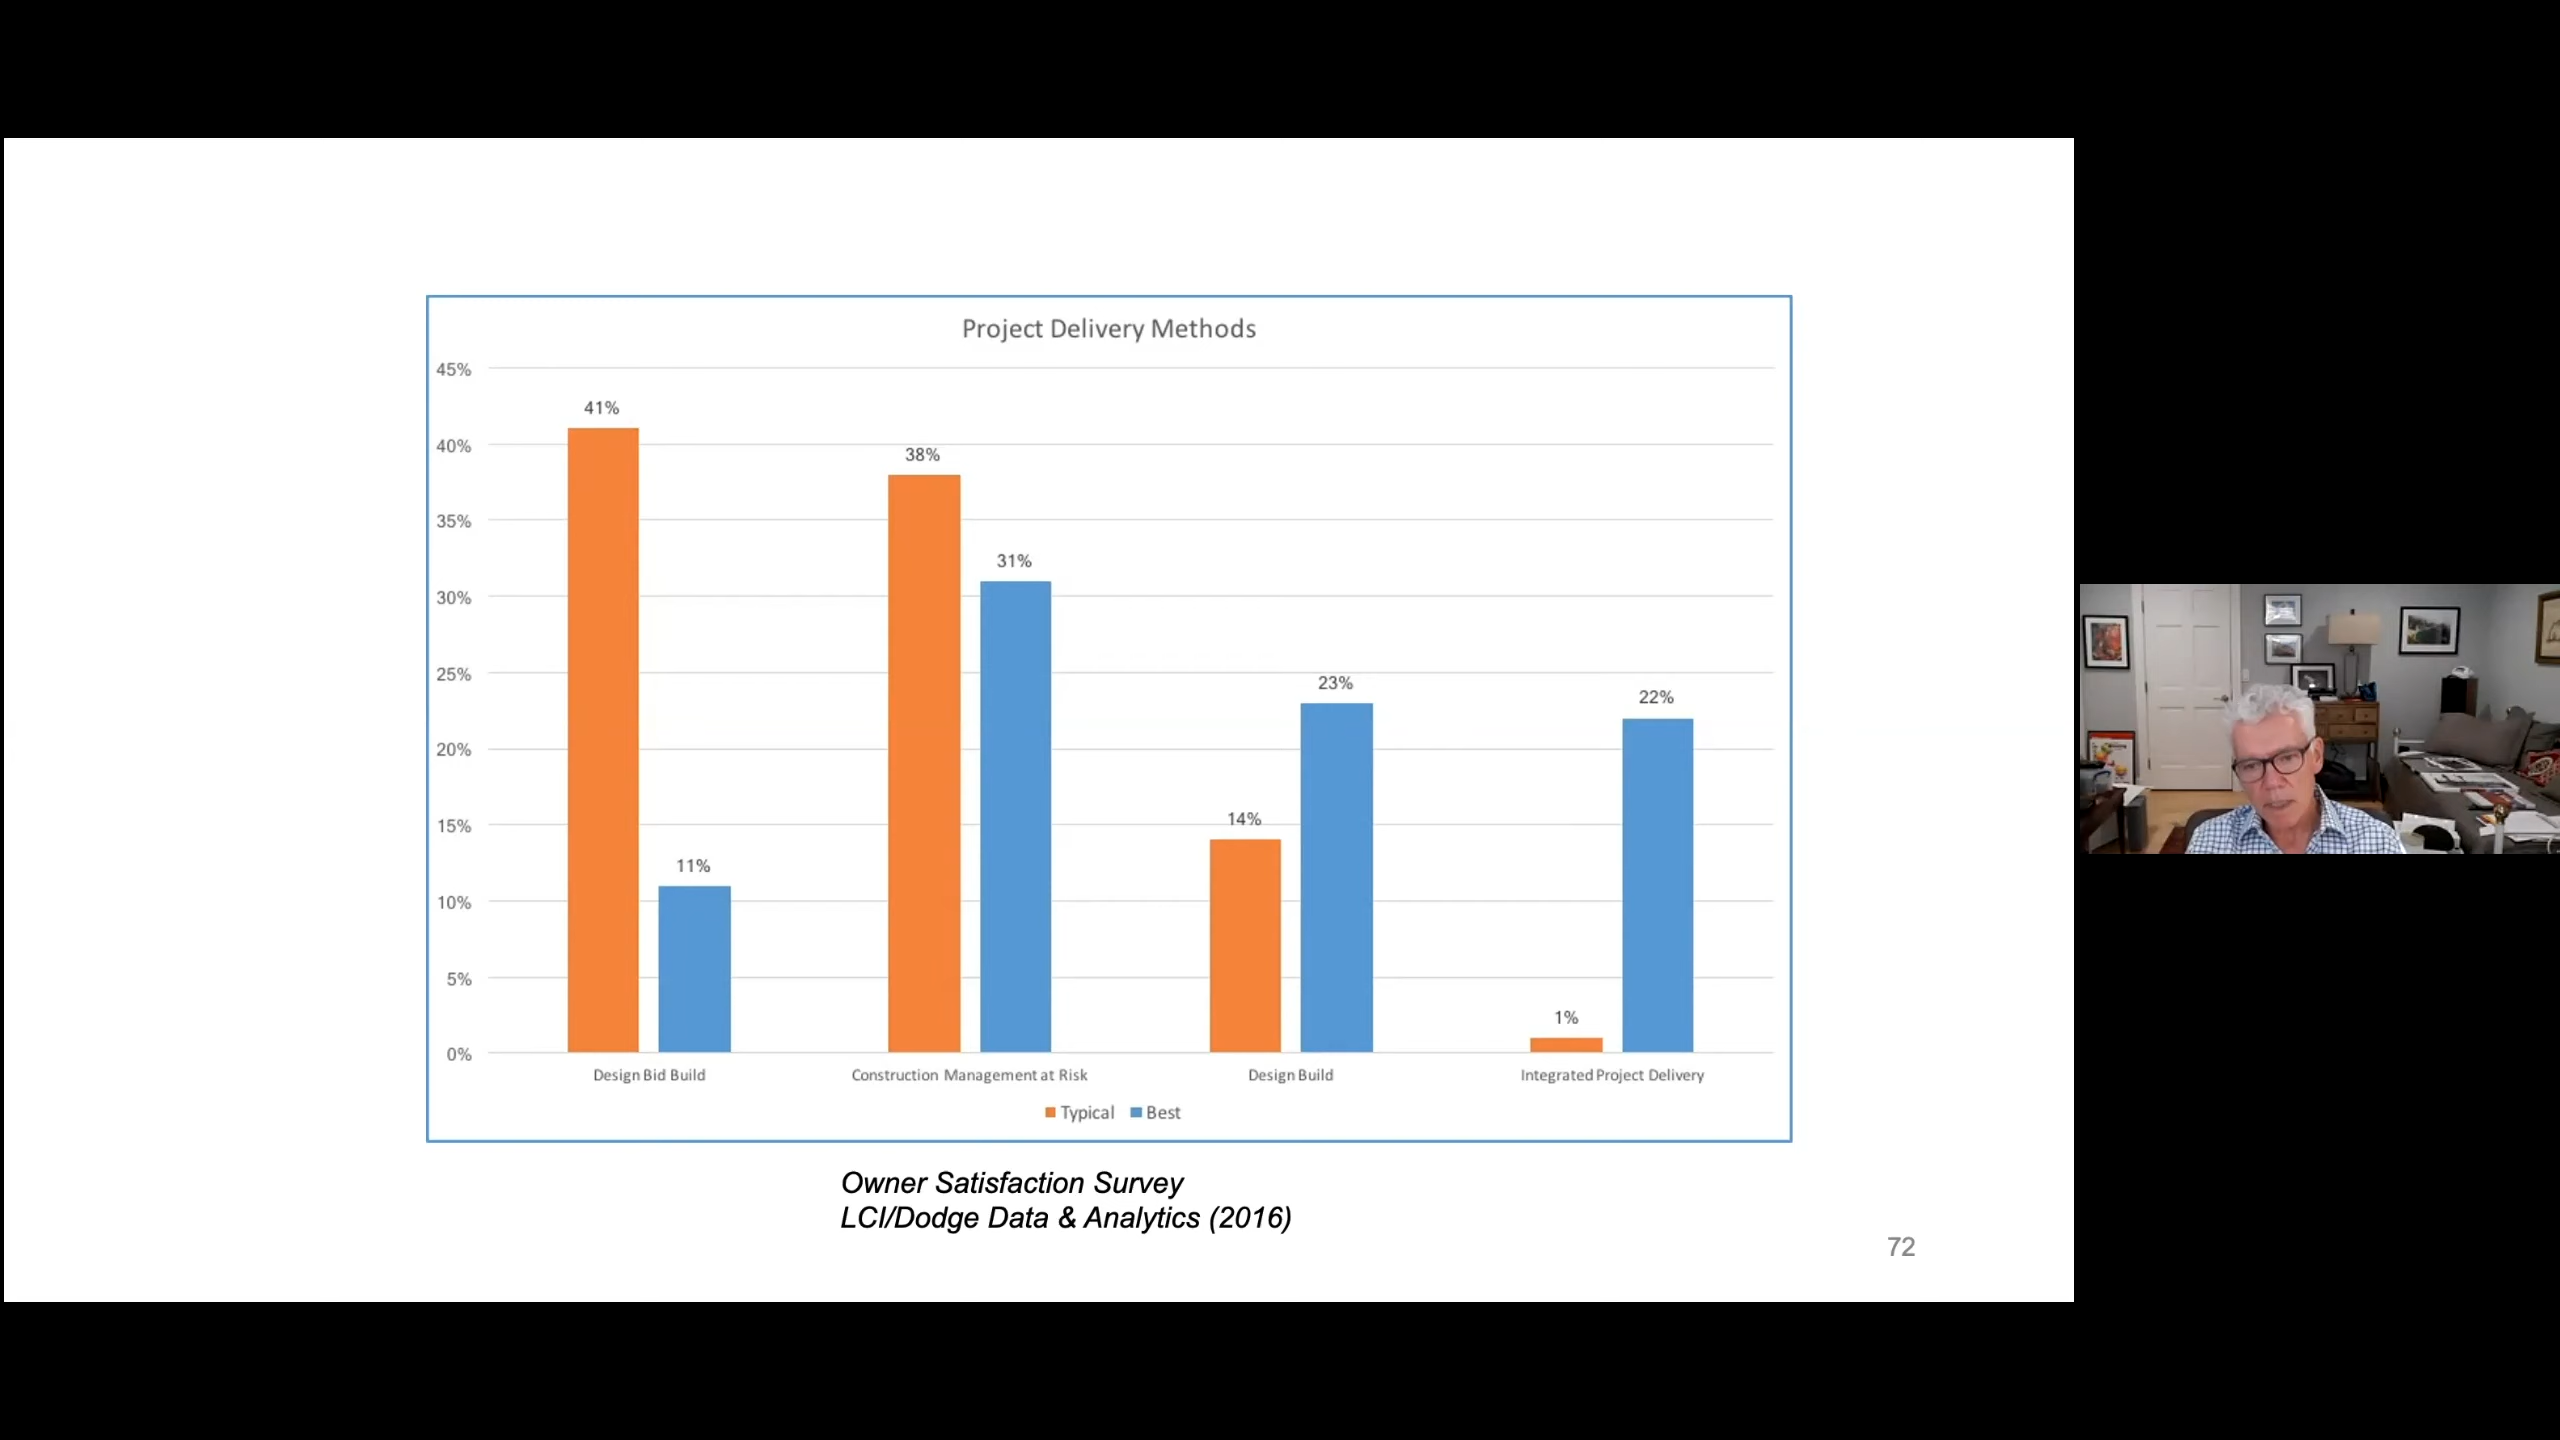 Project Delivery Methods
45%
40%
35%
30%
25%
20%
15%
10%
5%
0%
41%
11%
38%
31%
14%
23%
1%
22%
Design Bid Build
Construction Management at Risk
Design Build
Integrated Project Delivery
Typical Best
Owner Satisfaction Survey
LCI/Dodge Data & Analytics (2016)
72